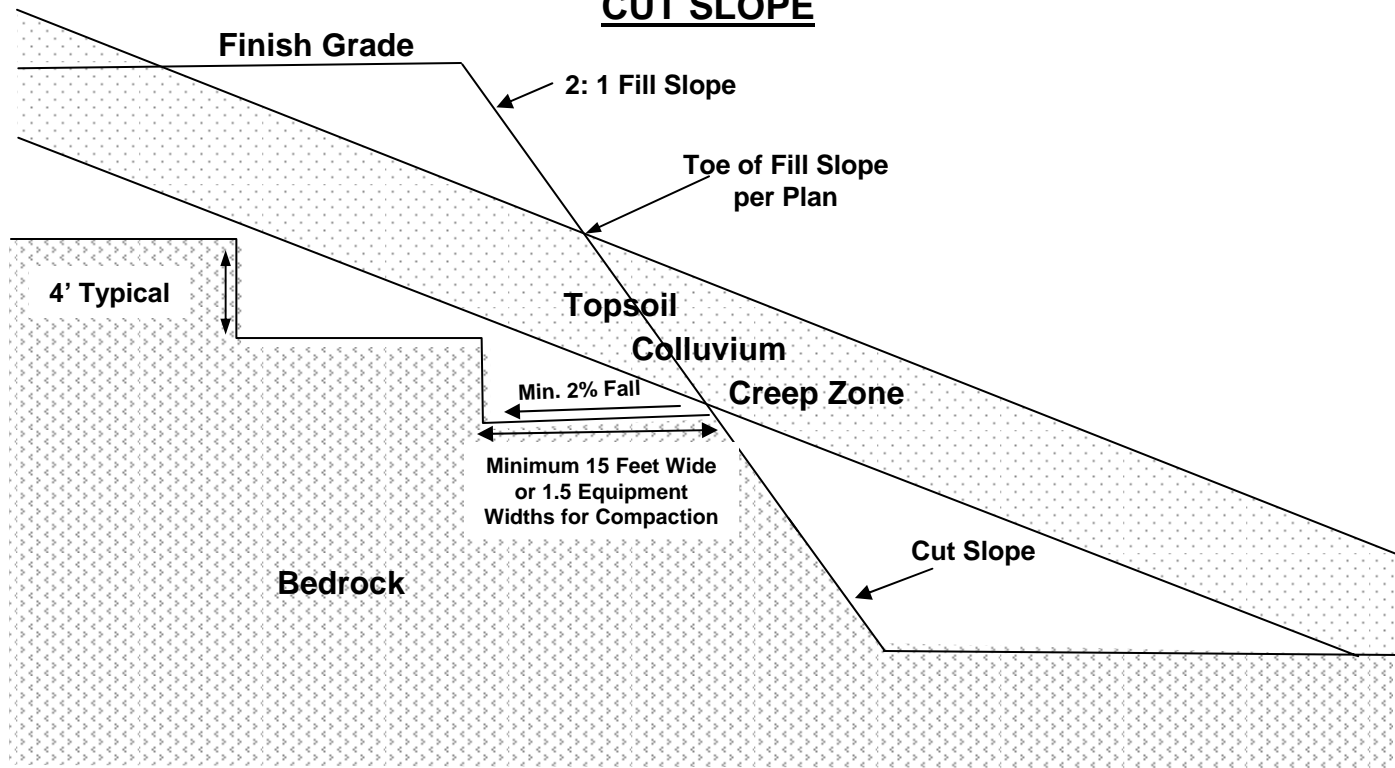 CUT SLOPE
Finish Grade
2: 1 Fill Slope
Toe of Fill Slope
per Plan
4’ Typical
Topsoil
Colluvium
Creep Zone
Min. 2% Fall
Minimum 15 Feet Wide
or 1.5 Equipment
Widths for Compaction
Cut Slope
Bedrock